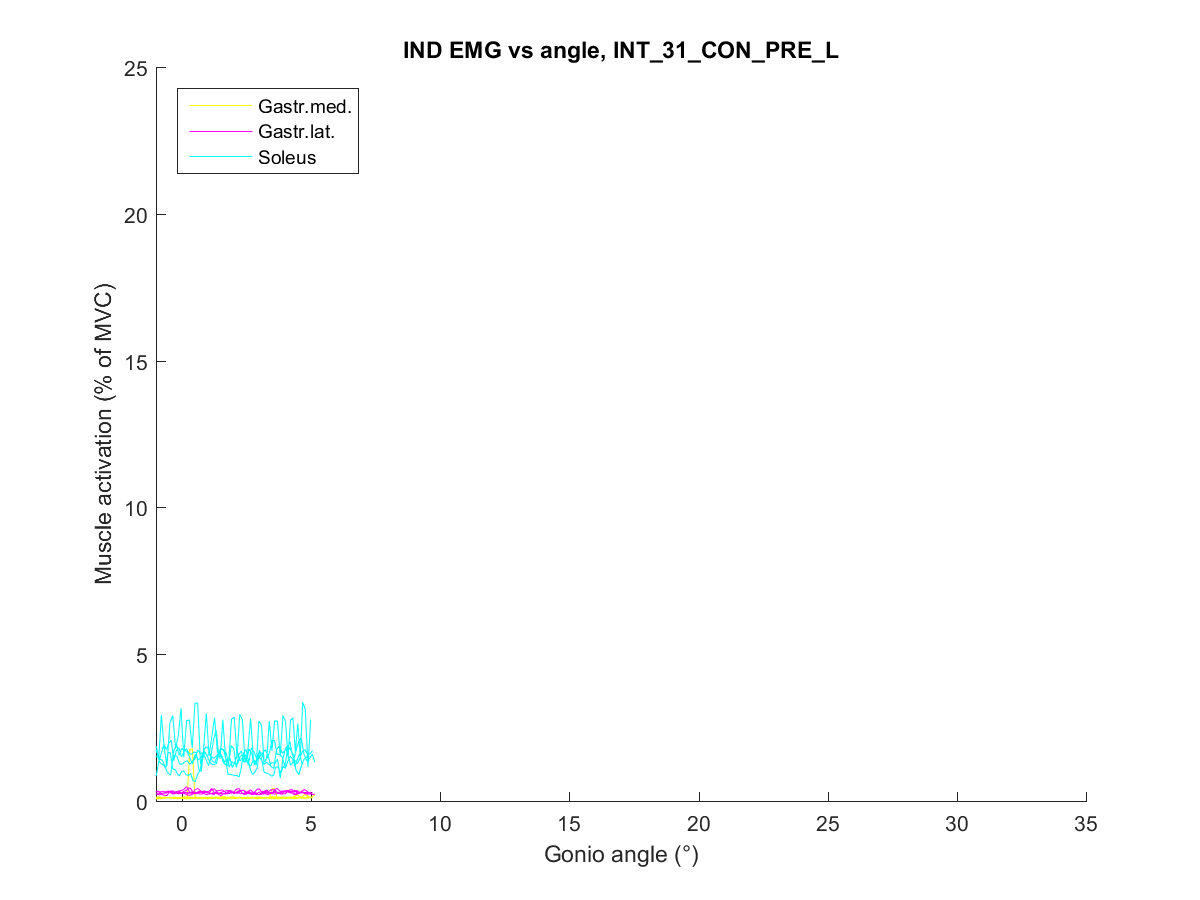 IND EMG vs angle, INT_31_CON_PRE_L
25
20
15
10
5
0
Muscle activation (% of MVC)
Gastr.med.
Gastr.lat.
Soleus
0 5 10 15 20 25 30 35
Gonio angle (°)